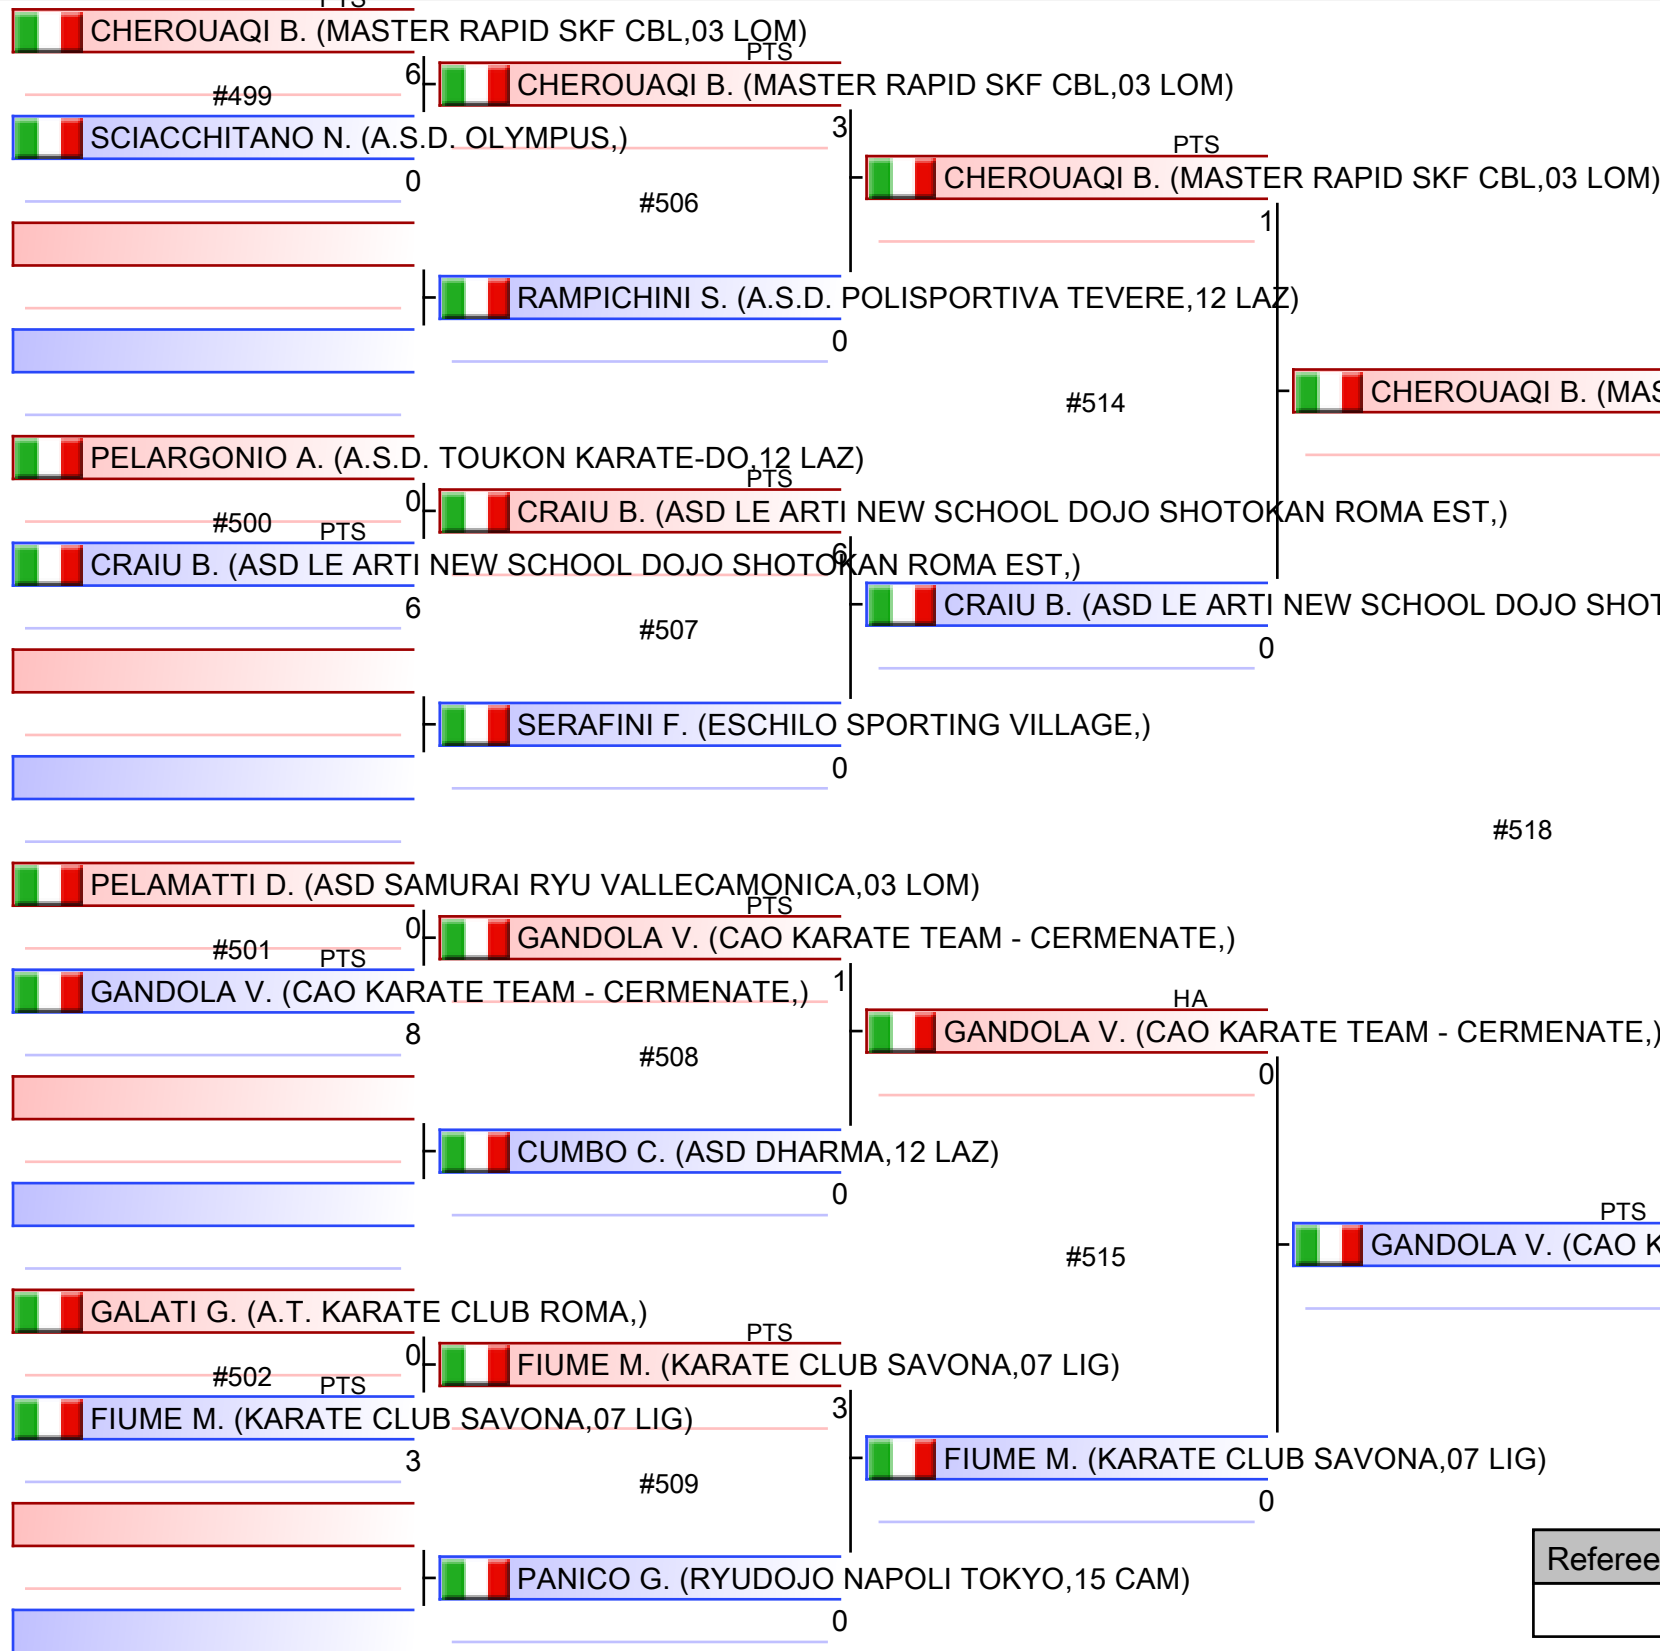 PTS
CHEROUAQI B. (MASTER RAPID SKF CBL,03 LOM)
6
#499
SCIACCHITANO N. (A.S.D. OLYMPUS,)
0
PELARGONIO A. (A.S.D. TOUKON KARATE-DO,12 LAZ)
0
#500
PTS
CRAIU B. (ASD LE ARTI NEW SCHOOL DOJO SHOTOKAN ROMA EST,)
6
PELAMATTI D. (ASD SAMURAI RYU VALLECAMONICA,03 LOM)
0
#501
PTS
GANDOLA V. (CAO KARATE TEAM - CERMENATE,)
8
GALATI G. (A.T. KARATE CLUB ROMA,)
0
#502
PTS
FIUME M. (KARATE CLUB SAVONA,07 LIG)
3
PTS
CHEROUAQI B. (MASTER RAPID SKF CBL,03 LOM)
3
#506
RAMPICHINI S. (A.S.D. POLISPORTIVA TEVERE,12 LAZ)
0
PTS
CRAIU B. (ASD LE ARTI NEW SCHOOL DOJO SHOTOKAN ROMA EST,)
6
#507
SERAFINI F. (ESCHILO SPORTING VILLAGE,)
0
PTS
GANDOLA V. (CAO KARATE TEAM - CERMENATE,)
1
#508
CUMBO C. (ASD DHARMA,12 LAZ)
0
PTS
FIUME M. (KARATE CLUB SAVONA,07 LIG)
3
#509
PANICO G. (RYUDOJO NAPOLI TOKYO,15 CAM)
0
PTS
CHEROUAQI B. (MASTER RAPID SKF CBL,03 LOM)
1
#514
CRAIU B. (ASD LE ARTI NEW SCHOOL DOJO SHOT
0
HA
GANDOLA V. (CAO KARATE TEAM - CERMENATE,)
0
#515
FIUME M. (KARATE CLUB SAVONA,07 LIG)
0
CHEROUAQI B. (MAS
#518
PTS
GANDOLA V. (CAO K
Referee